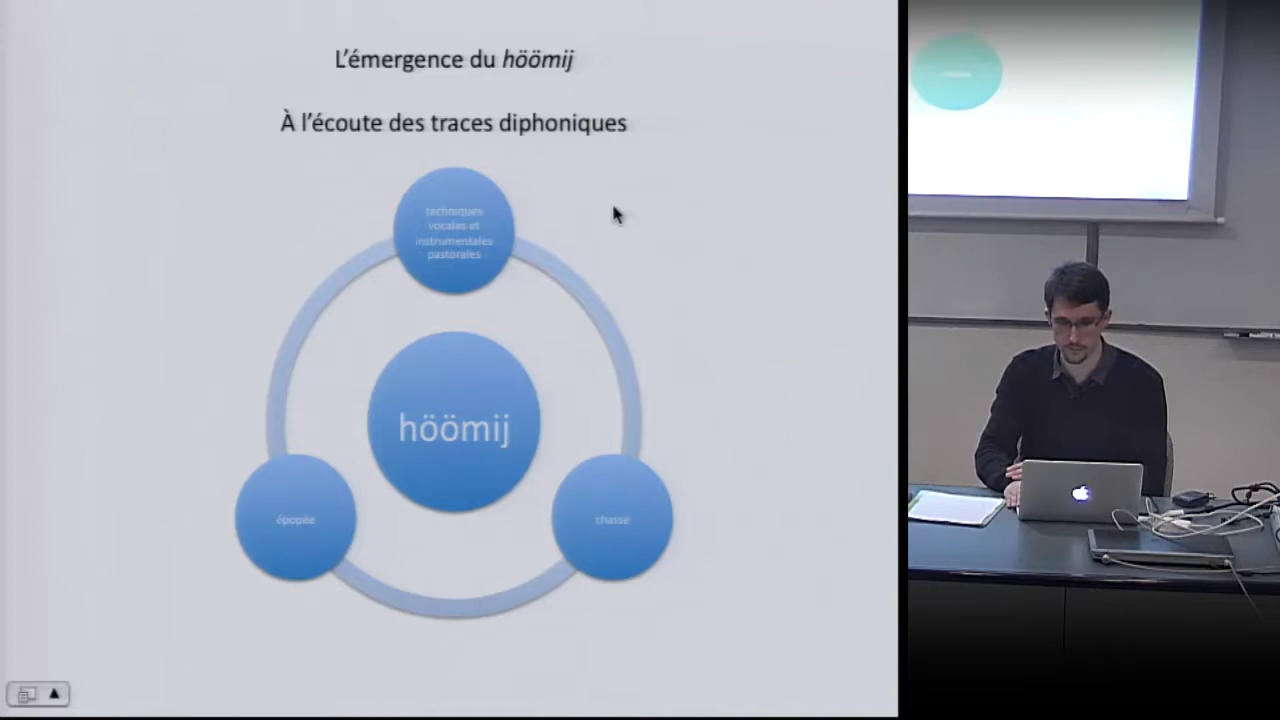 L'émergence du höömij
À l'écoute des traces diphoniques
techniques
vocales et
instrumentales
pastorales
höömij
épopée
chasse